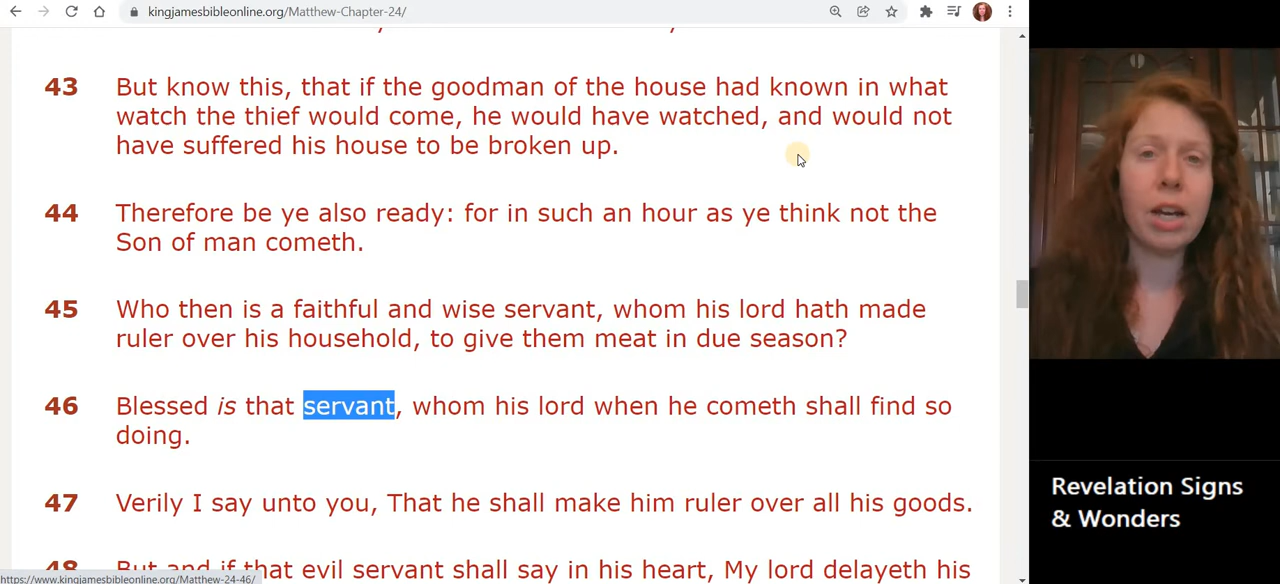 kingjamesbibleonline.org/Matthew-Chapter-24/
43 But know this, that if the goodman of the house had known in what
watch the thief would come, he would have watched, and would not
have suffered his house to be broken up.
44 Therefore be ye also ready: for in such an hour as ye think not the
Son of man cometh.
45 Who then is a faithful and wise servant, whom his lord hath made
ruler over his household, to give them meat in due season?
46 Blessed is that servant, whom his lord when he cometh shall find so
doing.
47 Verily I say unto you, That he shall make him ruler over all his goods.
48 But and if that evil servant shall say in his heart, My lord delayeth his
https://www.kingjamesbibleonline.org/Matthew-24-46/
Revelation Signs
& Wonders